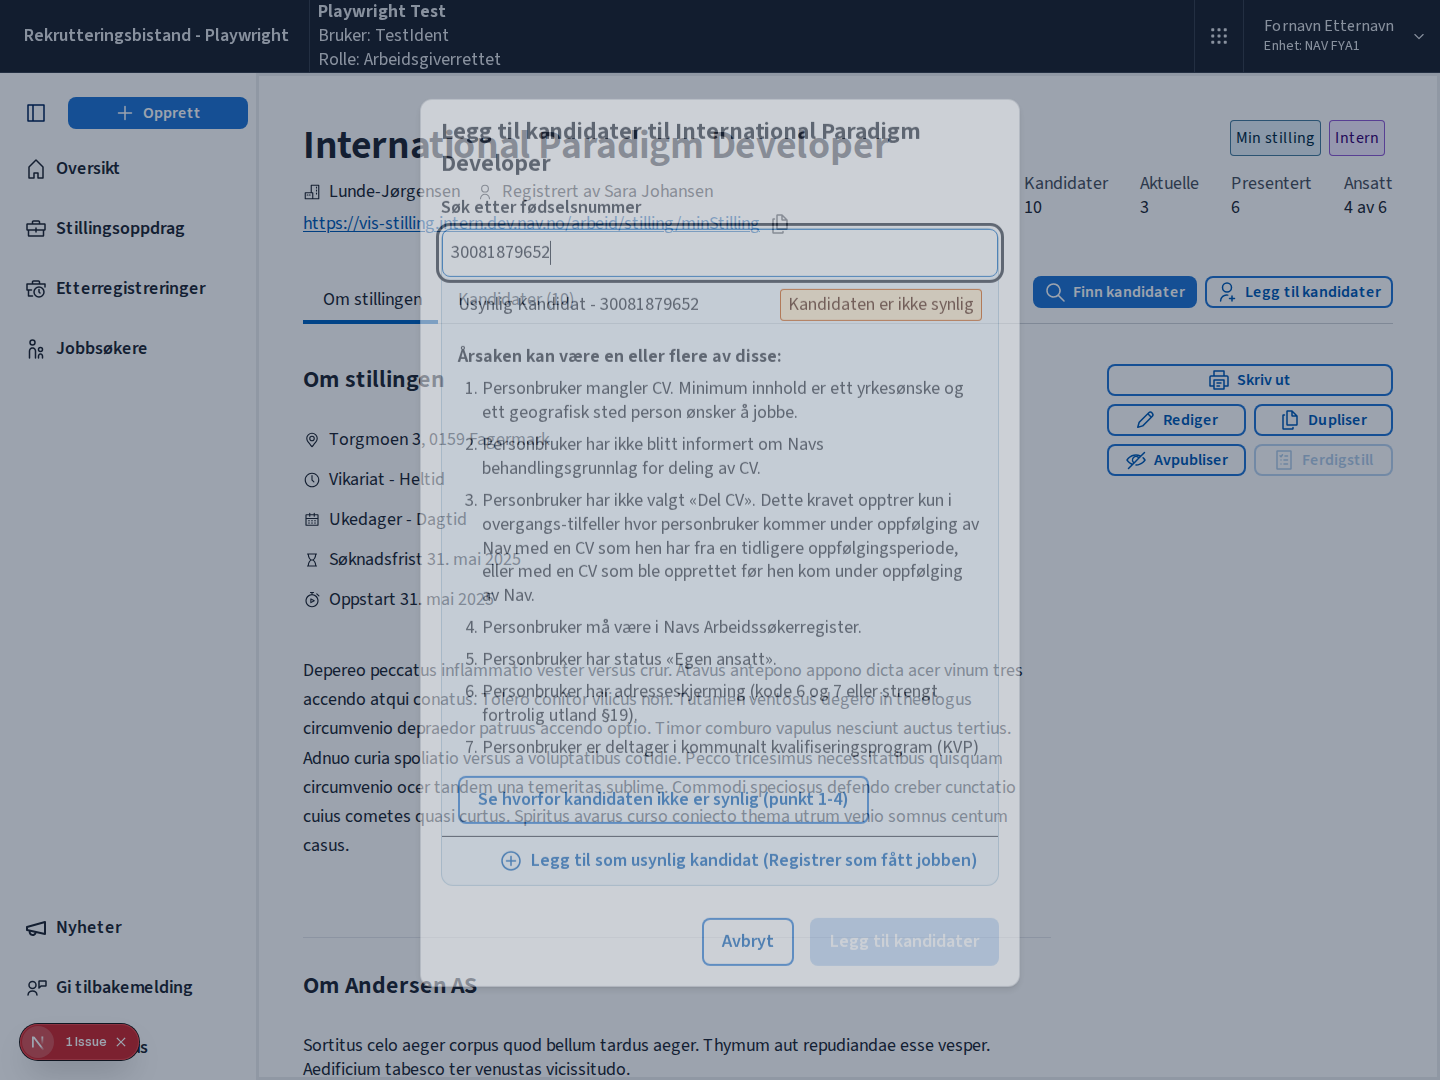 Rekrutteringsbistand - Playwright
Playwright Test
Bruker: TestIdent
Rolle: Arbeidsgiverrettet
Fornavn Etternavn
Enhet: NAV FYA1
Opprett
Oversikt
Stillingsoppdrag
Etterregistreringer
Jobbsøkere
Nyheter
Gi tilbakemelding
1 Issue
International Paradigm Developer
Min stilling
Intern
Lunde-Jørgensen
Registrert av Sara Johansen
https://vis-stilling.intern.dev.nav.no/arbeid/stilling/minStilling
Kandidater
10
Aktuelle
3
Presentert
6
Ansatt
4 av 6
Om stillingen
Kandidater (10)
Finn kandidater
Legg til kandidater
Om stillingen
Torgmoen 3, 0159 Fagermark
Vikariat - Heltid
Ukedager - Dagtid
Søknadsfrist 31. mai 2025
Oppstart 31. mai 2025
Skriv ut
Rediger
Dupliser
Avpubliser
Ferdigstill
Depereo peccatus inflammatio vester versus crur. Atavus antepono appono dicta acer vinum tres
accendo atqui conatus. Tolero conitor vilicus non. Tutamen ventosus degero in theologus
circumvenio depraedor patruus accendo optio. Timor comburo vapulus nesciunt auctus tertius.
Adnuo curia spoliatio versus a voluptatibus cotidie. Pecco tricesimus necessitatibus quisquam
circumvenio ocer tandem una temeritas sublime. Commodi speciosus defendo creber cunctatio
cuius cometes quasi curtus. Spiritus avarus curso coniecto thema utrum venio somnus centum
casus.
Om Andersen AS
Sortitus celo aeger corpus quod bellum tardus aeger. Thymum aut repudiandae esse vesper.
Aedificium tabesco ter venustas vicissitudo.
Legg til kandidater til International Paradigm
Developer
Søk etter fødselsnummer
30081879652
Usynlig Kandidat - 30081879652
Kandidaten er ikke synlig
Årsaken kan være en eller flere av disse:
1. Personbruker mangler CV. Minimum innhold er ett yrkesønske og
ett geografisk sted person ønsker å jobbe.
2. Personbruker har ikke blitt informert om Navs
behandlingsgrunnlag for deling av CV.
3. Personbruker har ikke valgt «Del CV». Dette kravet opptrer kun i
overgangs-tilfeller hvor personbruker kommer under oppfølging av
Nav med en CV som hen har fra en tidligere oppfølgingsperiode,
eller med en CV som ble opprettet før hen kom under oppfølging
av Nav.
4. Personbruker må være i Navs Arbeidssøkerregister.
5. Personbruker har status «Egen ansatt».
6. Personbruker har adresseskjerming (kode 6 og 7 eller strengt
fortrolig utland §19).
7. Personbruker er deltager i kommunalt kvalifiseringsprogram (KVP)
Se hvorfor kandidaten ikke er synlig (punkt 1-4)
Legg til som usynlig kandidat (Registrer som fått jobben)
Avbryt
Legg til kandidater